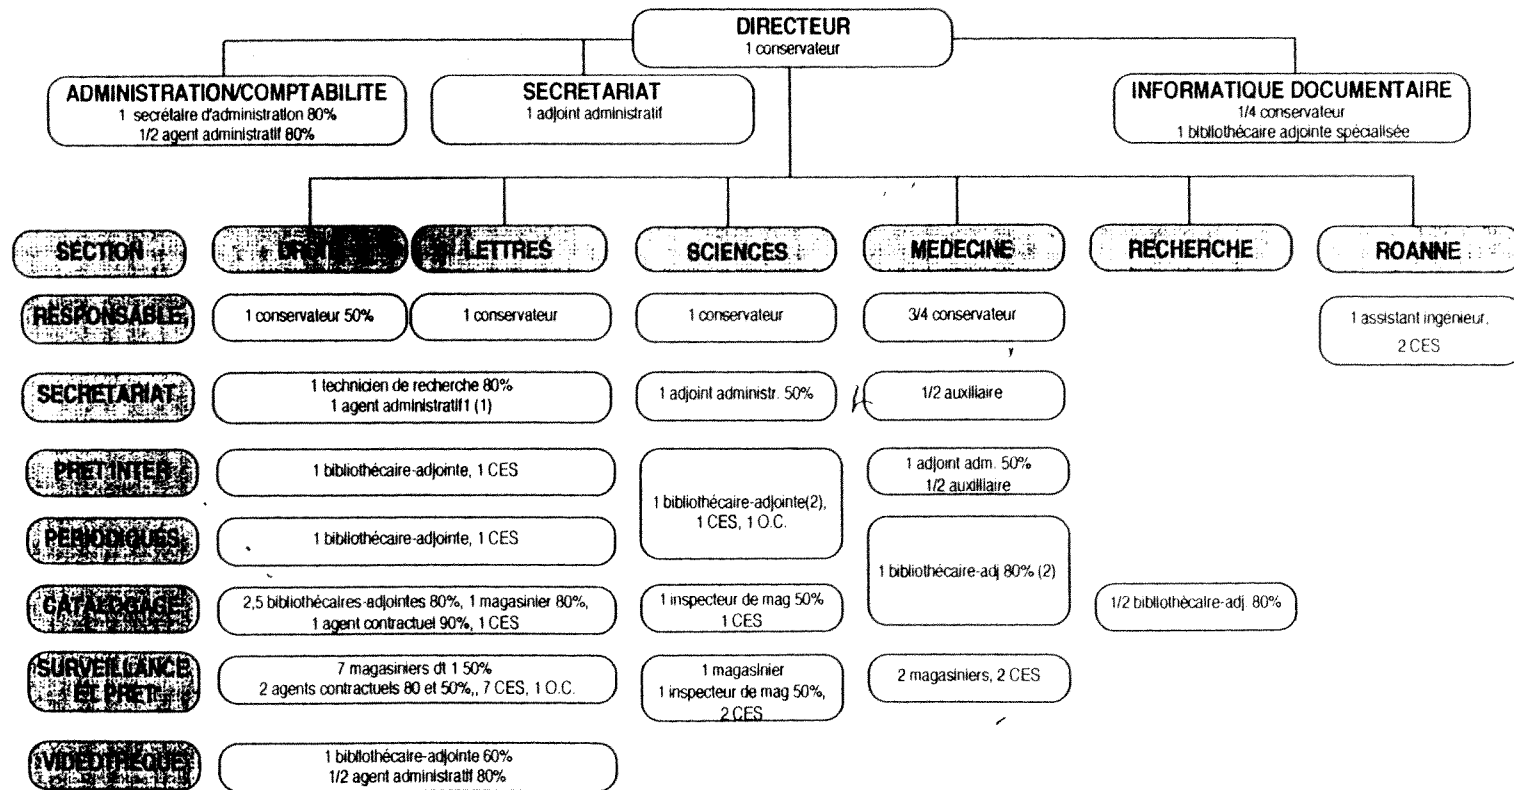 DIRECTEUR
1 conservateur
ADMINISTRATION/COMPTABILITE
1 secrétaire d'administration 80%
1/2 agent administratif 80%
SECRETARIAT
1 adjoint administratif
INFORMATIQUE DOCUMENTAIRE
1/4 conservateur
1 bibliothécaire adjointe spécialisée
SECTION
DROIT
LETTRES
SCIENCES
MEDECINE
RECHERCHE
ROANNE
RESPONSABLE
1 conservateur 50%
1 conservateur
1 conservateur
3/4 conservateur
1 assistant ingénieur,
2 CES
SECRETARIAT
1 technicien de recherche 80%
1 agent administratif1 (1)
1 adjoint administr. 50%
1/2 auxiliaire
PRET INTER
1 bibliothécaire-adjointe, 1 CES
1 bibliothécaire-adjointe(2),
1 CES, 1 O.C.
1 adjoint adm. 50%
1/2 auxilliaire
PERIODIQUES
1 bibliothécaire-adjointe, 1 CES
1 bibliothécaire-adj 80% (2)
CATALOGAGE
2,5 bibliothécaires-adjointes 80%, 1 magasinier 80%,
1 agent contractuel 90%, 1 CES
1 inspecteur de mag 50%
1 CES
1/2 bibliothécaire-adj. 80%
SURVEILLANCE
ET PRET
7 magasiniers dt 1 50%
2 agents contractuels 80 et 50%,, 7 CES, 1 O.C.
1 magasinier
1 inspecteur de mag 50%,
2 CES
2 magasiniers, 2 CES
VIDEOTHEQUE
1 bibliothécaire-adjointe 60%
1/2 agent administratif 80%